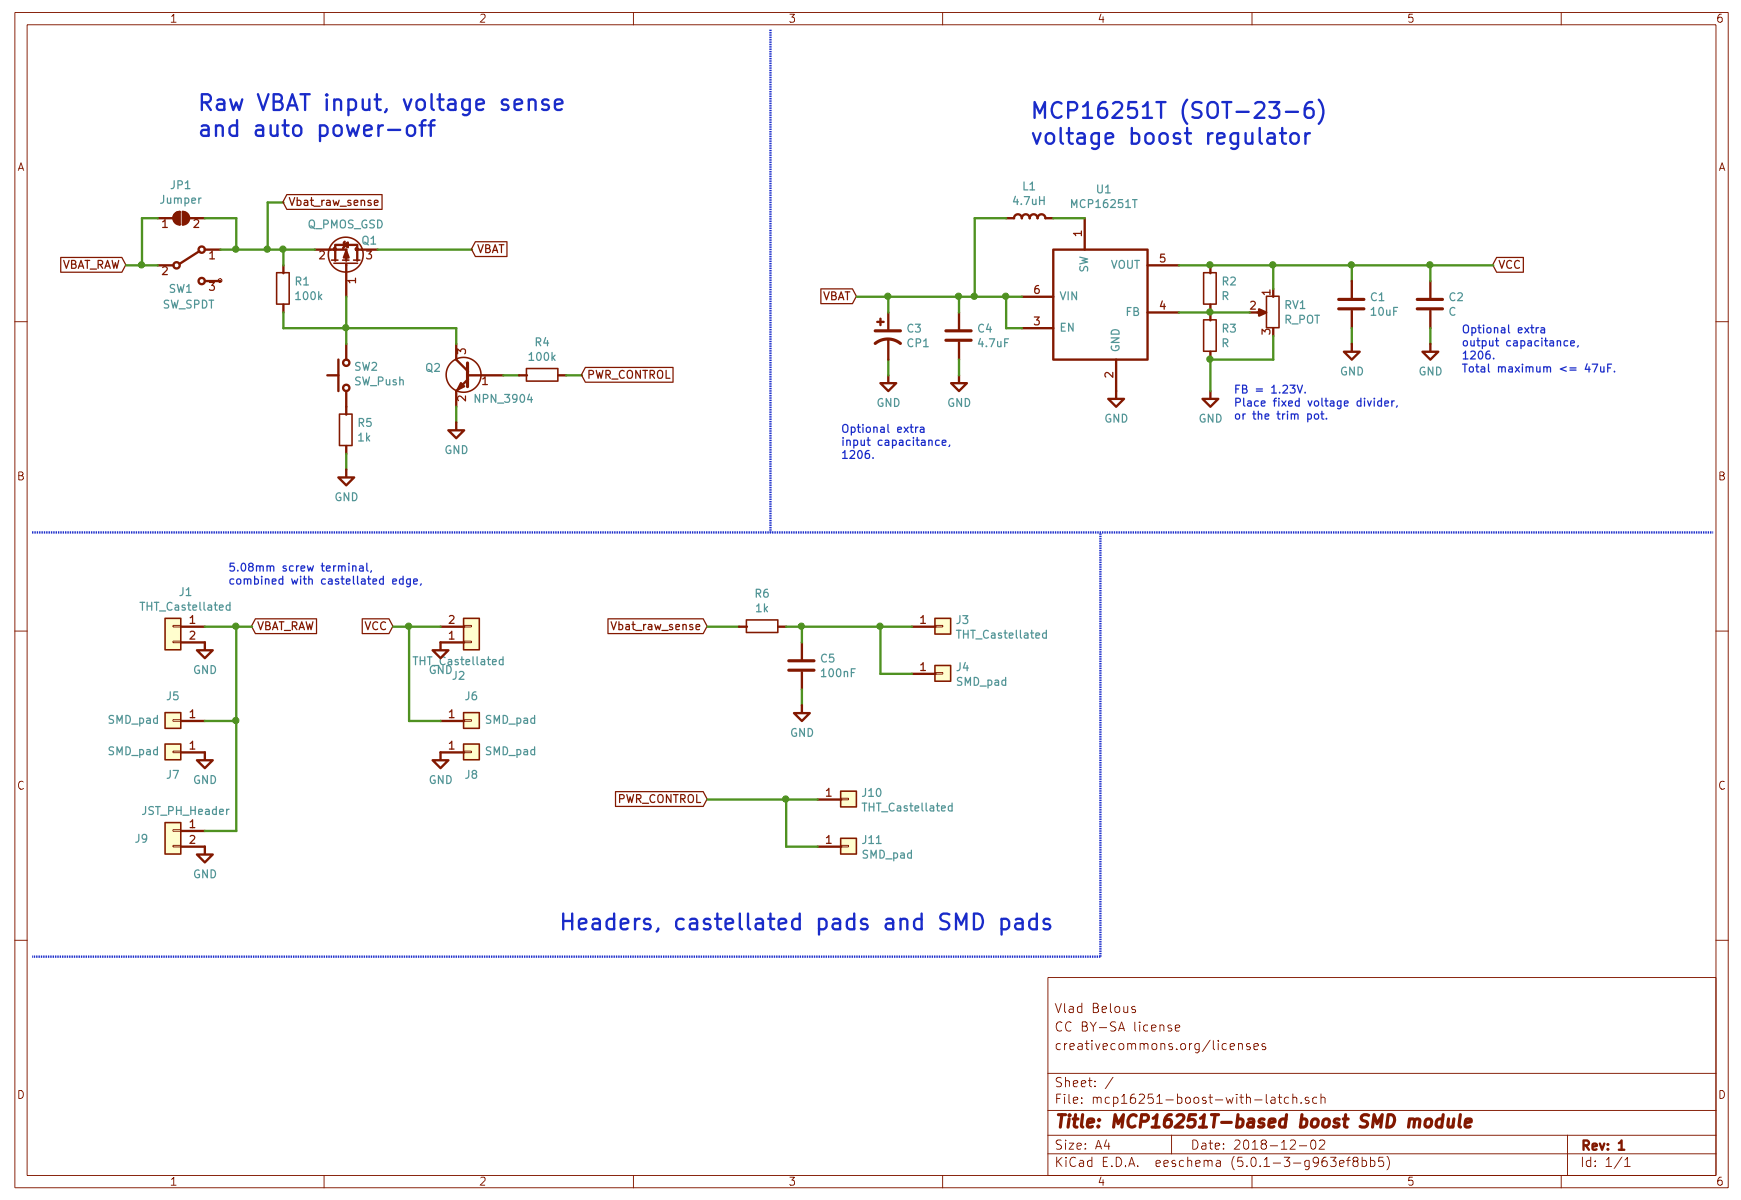 1 2 3 4 5 6
A
B
C
D
A
B
C
D
1 2 3 4 5 6
Raw VBAT input, voltage sense
and auto power-off
JP1
Jumper
1 2
Vbat_raw_sense
Q_PMOS_GSD
Q1
2 3
1
VBAT
VBAT_RAW
2
1
3
SW1
SW_SPDT
R1
100k
SW2
SW_Push
R5
1k
GND
Q2
3
1
2
NPN_3904
GND
R4
100k
PWR_CONTROL
MCP16251T (SOT-23-6)
voltage boost regulator
L1
4.7uH
U1
MCP16251T
1
SW
VOUT 5
6 VIN
FB 4
3 EN
GND
2
GND
VBAT
C3
CP1
GND
C4
4.7uF
GND
Optional extra
input capacitance,
1206.
R2
R
R3
R
GND
1
2
3
RV1
R_POT
FB = 1.23V.
Place fixed voltage divider,
or the trim pot.
C1
10uF
GND
C2
C
GND
VCC
Optional extra
output capacitance,
1206.
Total maximum <= 47uF.
5.08mm screw terminal,
combined with castellated edge,
J1
THT_Castellated
1
2
GND
VBAT_RAW
J5
SMD_pad 1
SMD_pad 1
J7
GND
JST_PH_Header
J9
1
2
GND
VCC
2
1
THT_Castellated
GND
J2
J6
1 SMD_pad
1 SMD_pad
GND
J8
Vbat_raw_sense
R6
1k
C5
100nF
GND
1 J3
THT_Castellated
1 J4
SMD_pad
PWR_CONTROL
1 J10
THT_Castellated
1 J11
SMD_pad
Headers, castellated pads and SMD pads
Vlad Belous
CC BY-SA license
creativecommons.org/licenses
Sheet: /
File: mcp16251-boost-with-latch.sch
Title: MCP16251T-based boost SMD module
Size: A4 Date: 2018-12-02 Rev: 1
KiCad E.D.A. eeschema (5.0.1-3-g963ef8bb5) Id: 1/1